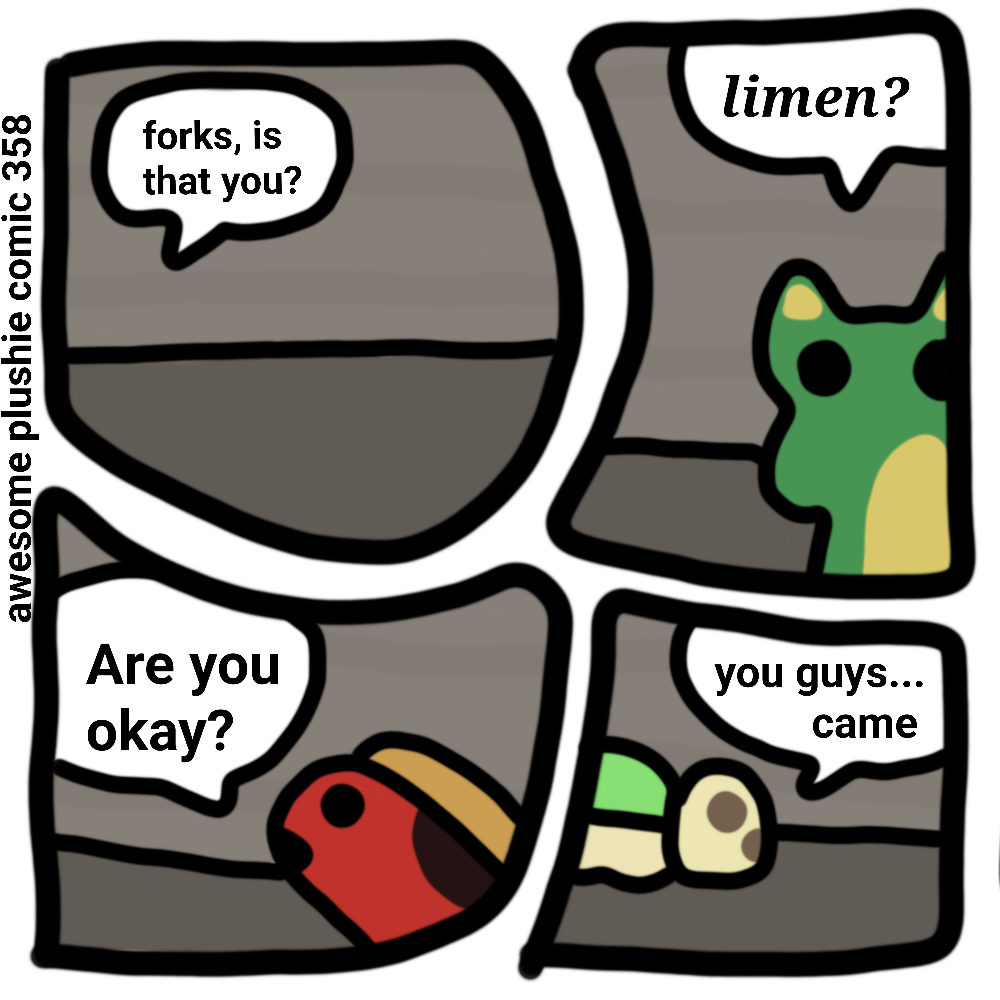 awesome plushie comic 358
forks, is
that you?
limen?
Are you
okay?
you guys...
came